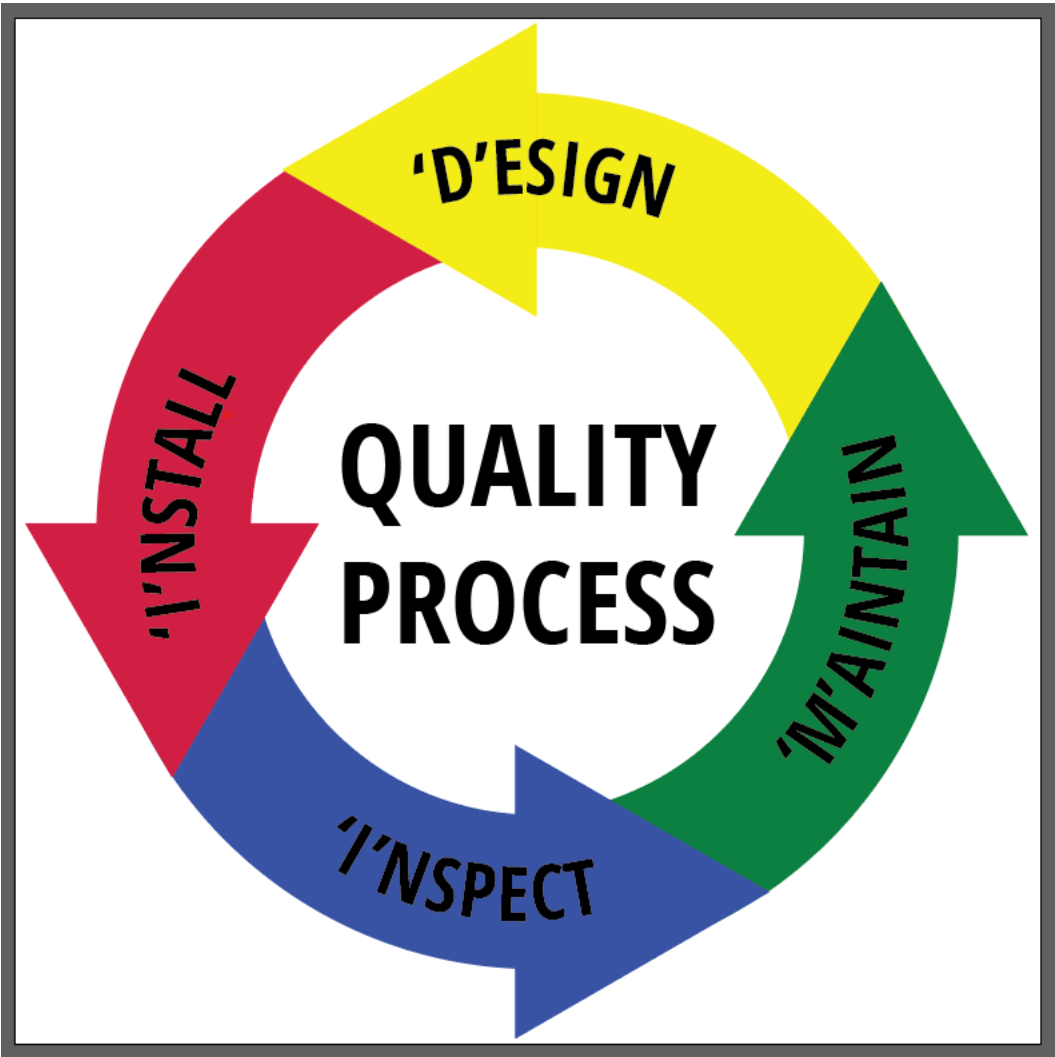 ‘D’ESIGN
‘I’NSTALL
QUALITY
PROCESS
‘M’AINTAIN
‘I’NSPECT